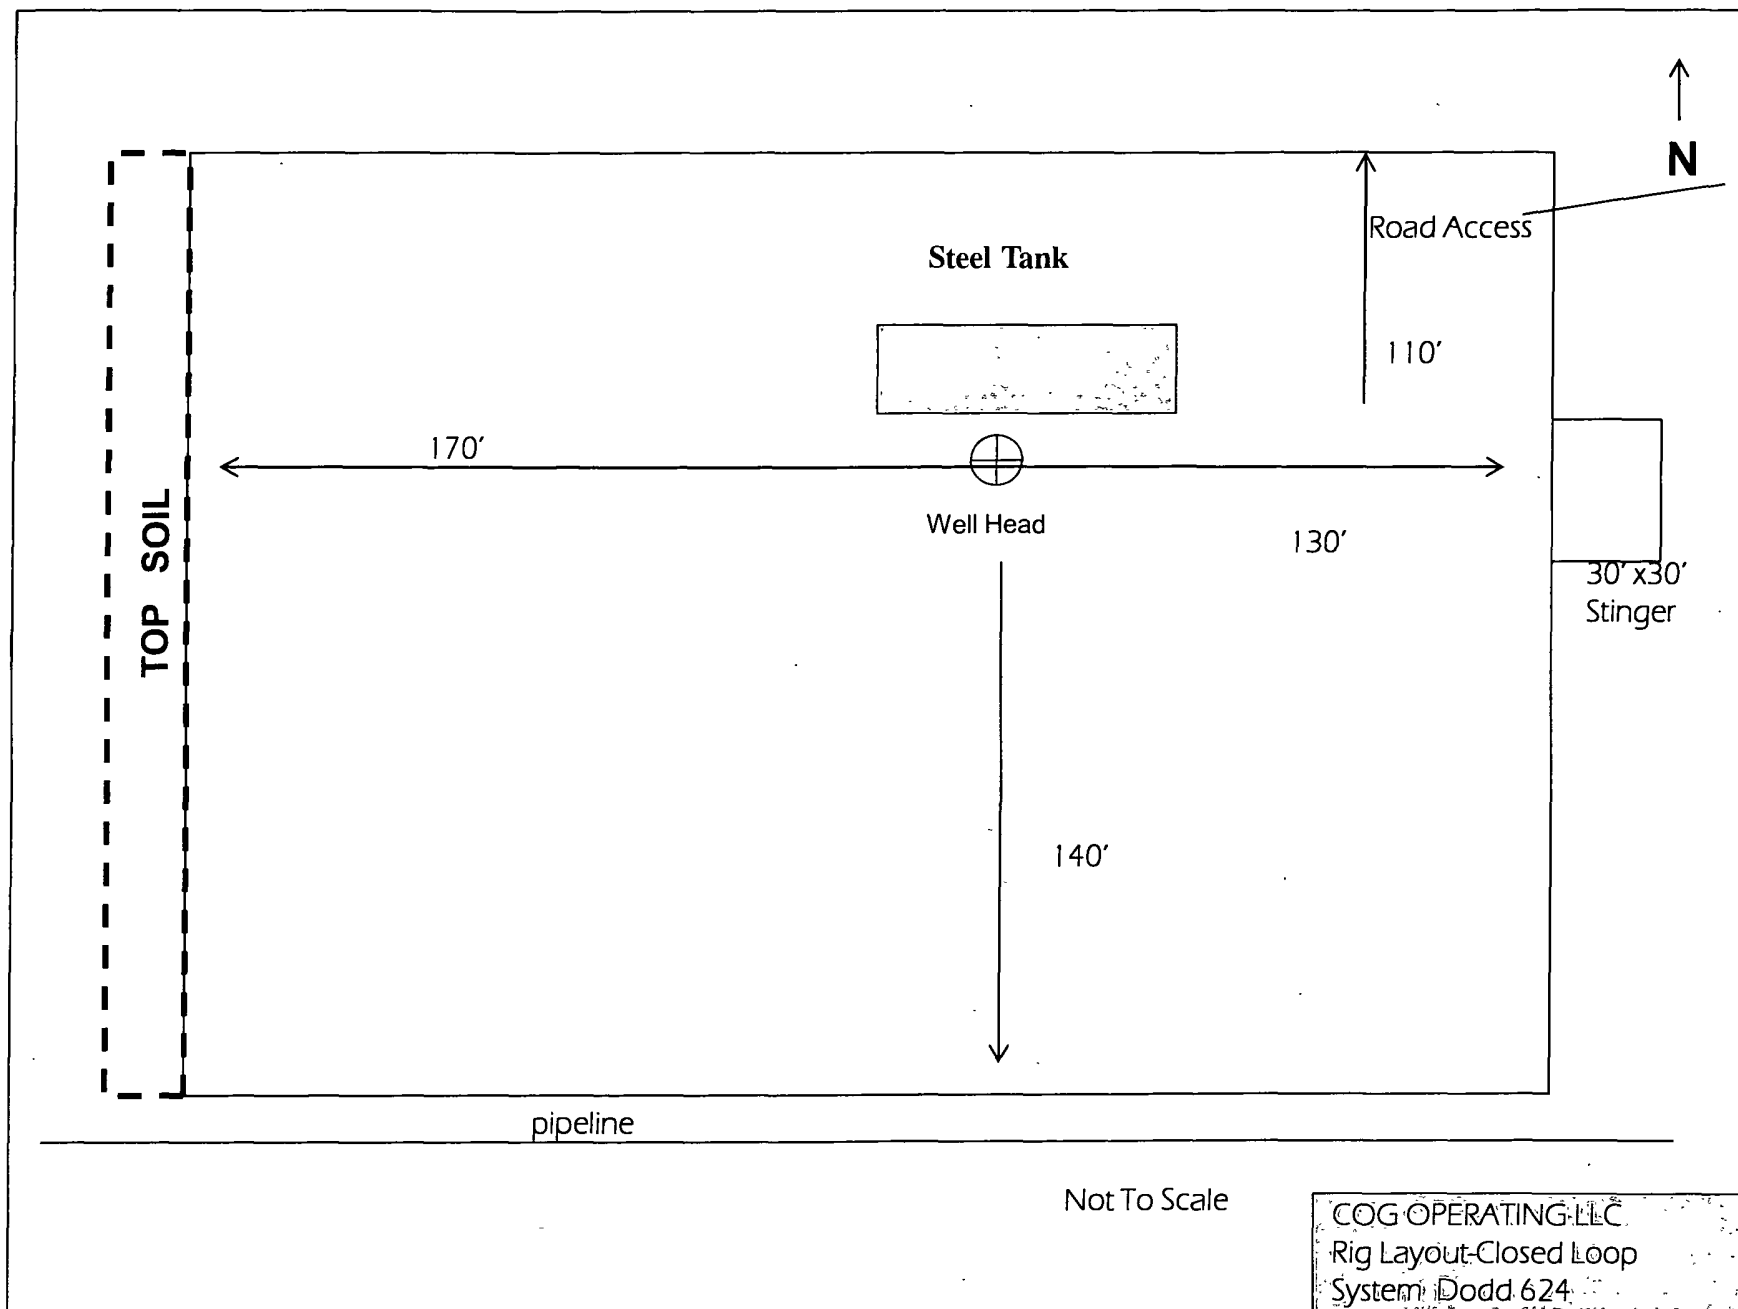 N
Road Access
Steel Tank
110'
170'
Well Head
130'
30' x30'
Stinger
TOP SOIL
140'
pipeline
Not To Scale
COG OPERATING LLC
Rig Layout-Closed Loop
System Dodd 624